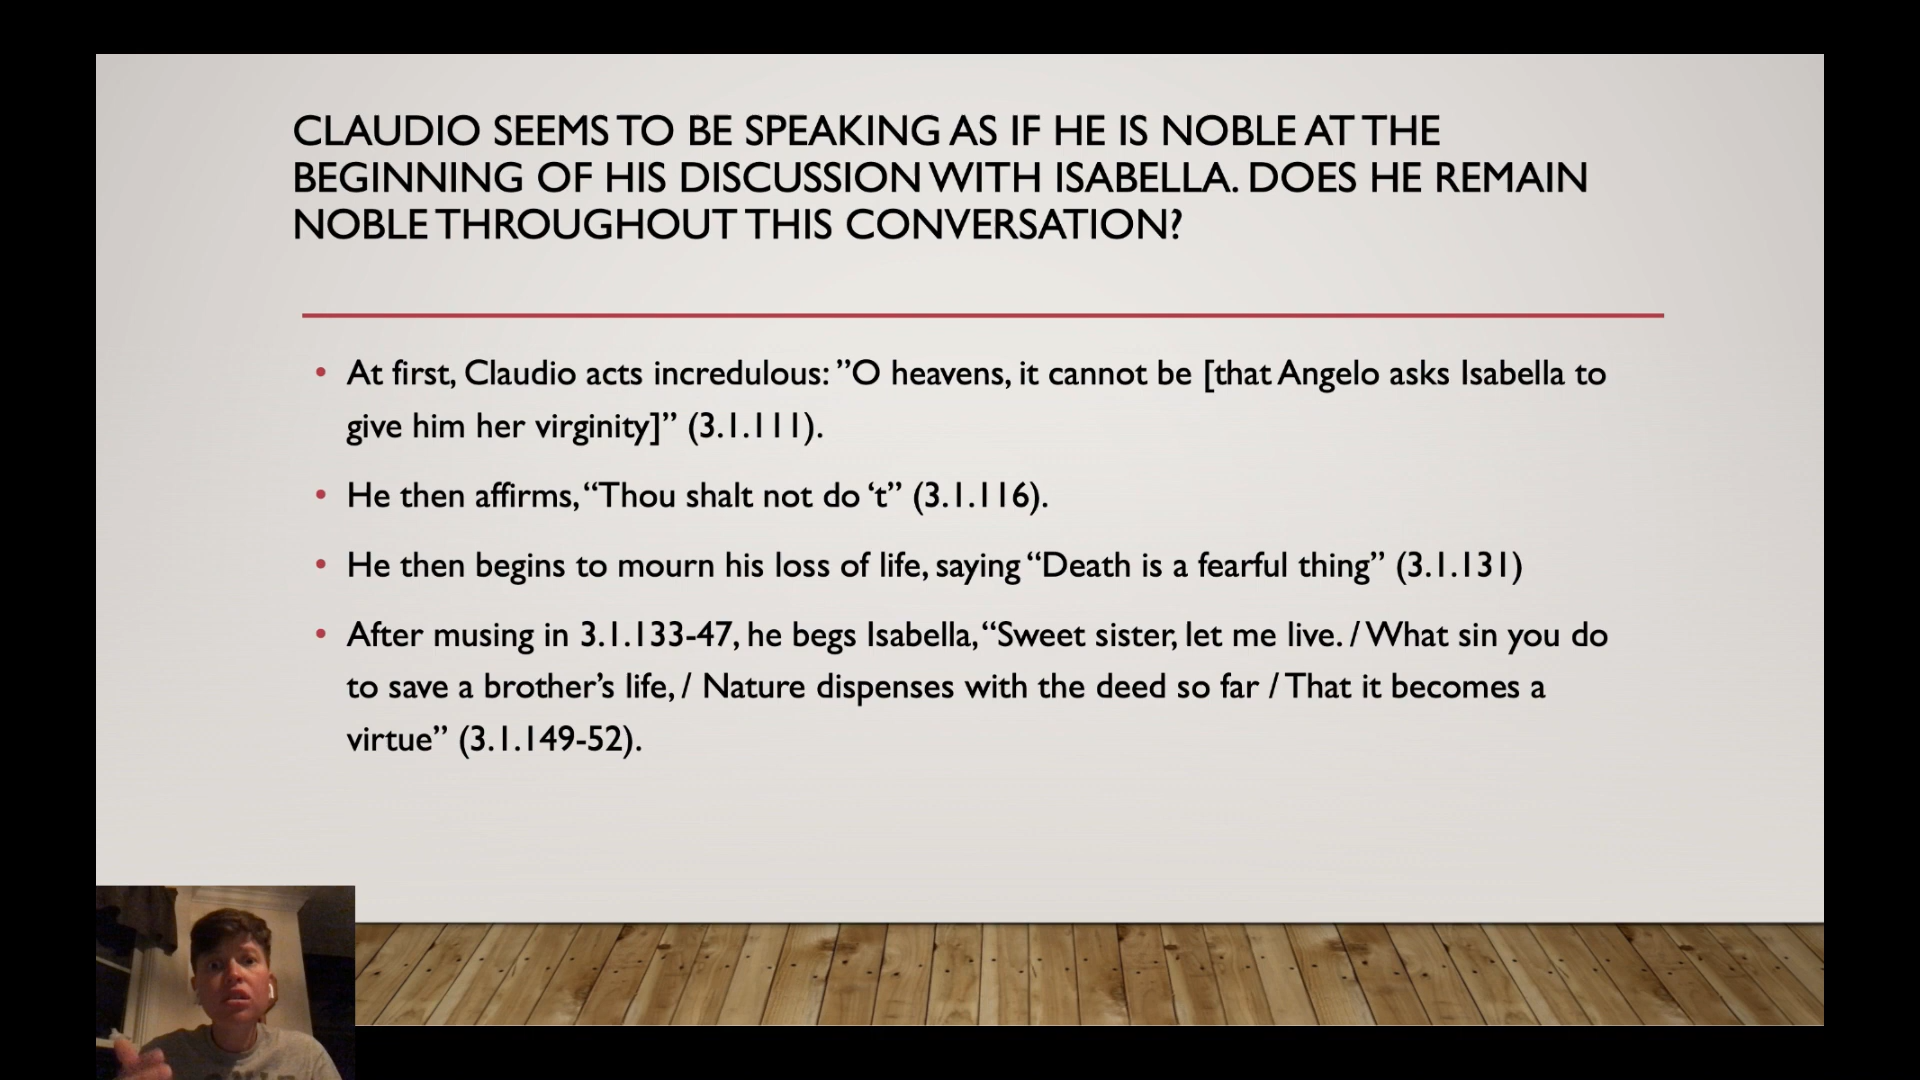 CLAUDIO SEEMS TO BE SPEAKING AS IF HE IS NOBLE AT THE
BEGINNING OF HIS DISCUSSION WITH ISABELLA. DOES HE REMAIN
NOBLE THROUGHOUT THIS CONVERSATION?
• At first, Claudio acts incredulous: ”O heavens, it cannot be [that Angelo asks Isabella to
give him her virginity]” (3.1.111).
• He then affirms, “Thou shalt not do ‘t” (3.1.116).
• He then begins to mourn his loss of life, saying “Death is a fearful thing” (3.1.131)
• After musing in 3.1.133-47, he begs Isabella, “Sweet sister, let me live. / What sin you do
to save a brother’s life, / Nature dispenses with the deed so far / That it becomes a
virtue” (3.1.149-52).